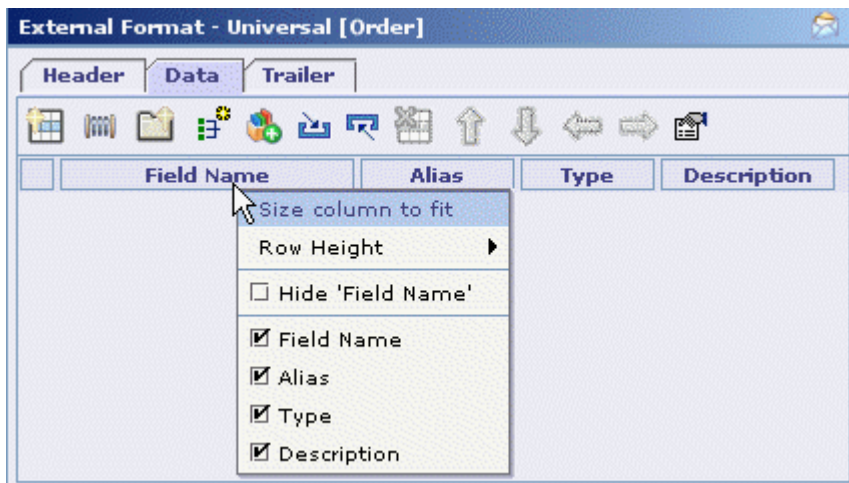 External Format - Universal [Order]
Header Data Trailer
Field Name Alias Type Description
Size column to fit
Row Height
Hide 'Field Name'
Field Name
Alias
Type
Description